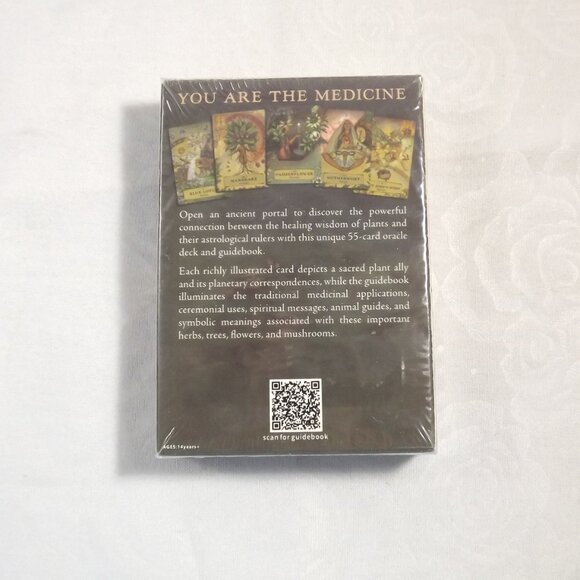 YOU ARE THE MEDICINE
BLUE LOTUS
MANDRAKE
PASSIONFLOWER
MOTHERWORT
Open an ancient portal to discover the powerful
connection between the healing wisdom of plants and
their astrological rulers with this unique 55-card oracle
deck and guidebook.
Each richly illustrated card depicts a sacred plant ally
and its planetary correspondences, while the guidebook
illuminates the traditional medicinal applications,
ceremonial uses, spiritual messages, animal guides, and
symbolic meanings associated with these important
herbs, trees, flowers, and mushrooms.
scan for guidebook
AGES:14years+